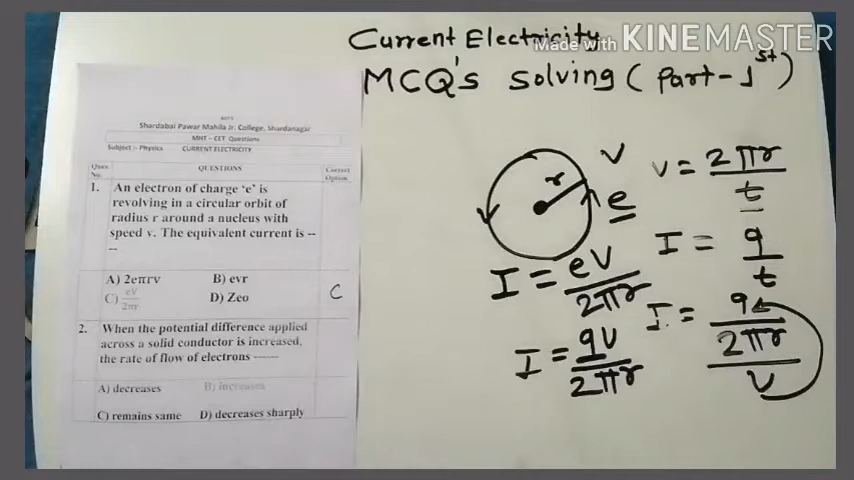 Current Electricity
Made with KINEMASTER
MCQ's Solving (Part-1st)
Shardabai Pawar Mahila Jr. College, Shardanagar
MHT – CET Questions
Subject :- Physics CURRENT ELECTRICITY
Ques. No. QUESTIONS Correct Option
1. An electron of charge ‘e’ is
revolving in a circular orbit of
radius r around a nucleus with
speed v. The equivalent current is --
--
A) 2eπrv B) evr
C) eV/2πr D) Zeo
C
2. When the potential difference applied
across a solid conductor is increased,
the rate of flow of electrons -------
A) decreases B) increases
C) remains same D) decreases sharply
r V
e
v = 2πr/t
I = q/t
I = eV/2πr
I = q/(2πr/v)
I = qv/2πr